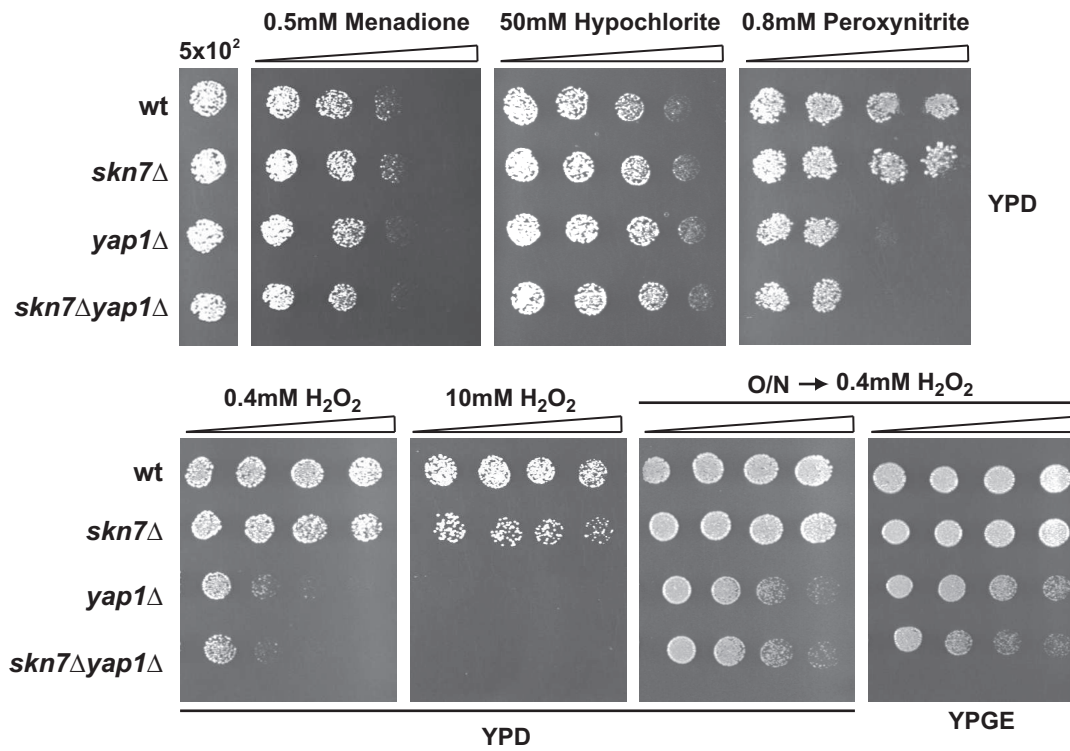 0.5mM Menadione 50mM Hypochlorite 0.8mM Peroxynitrite
5x10²
wt
skn7Δ
yap1Δ
skn7Δyap1Δ
YPD
0.4mM H₂O₂ 10mM H₂O₂ O/N → 0.4mM H₂O₂
wt
skn7Δ
yap1Δ
skn7Δyap1Δ
YPD YPGE